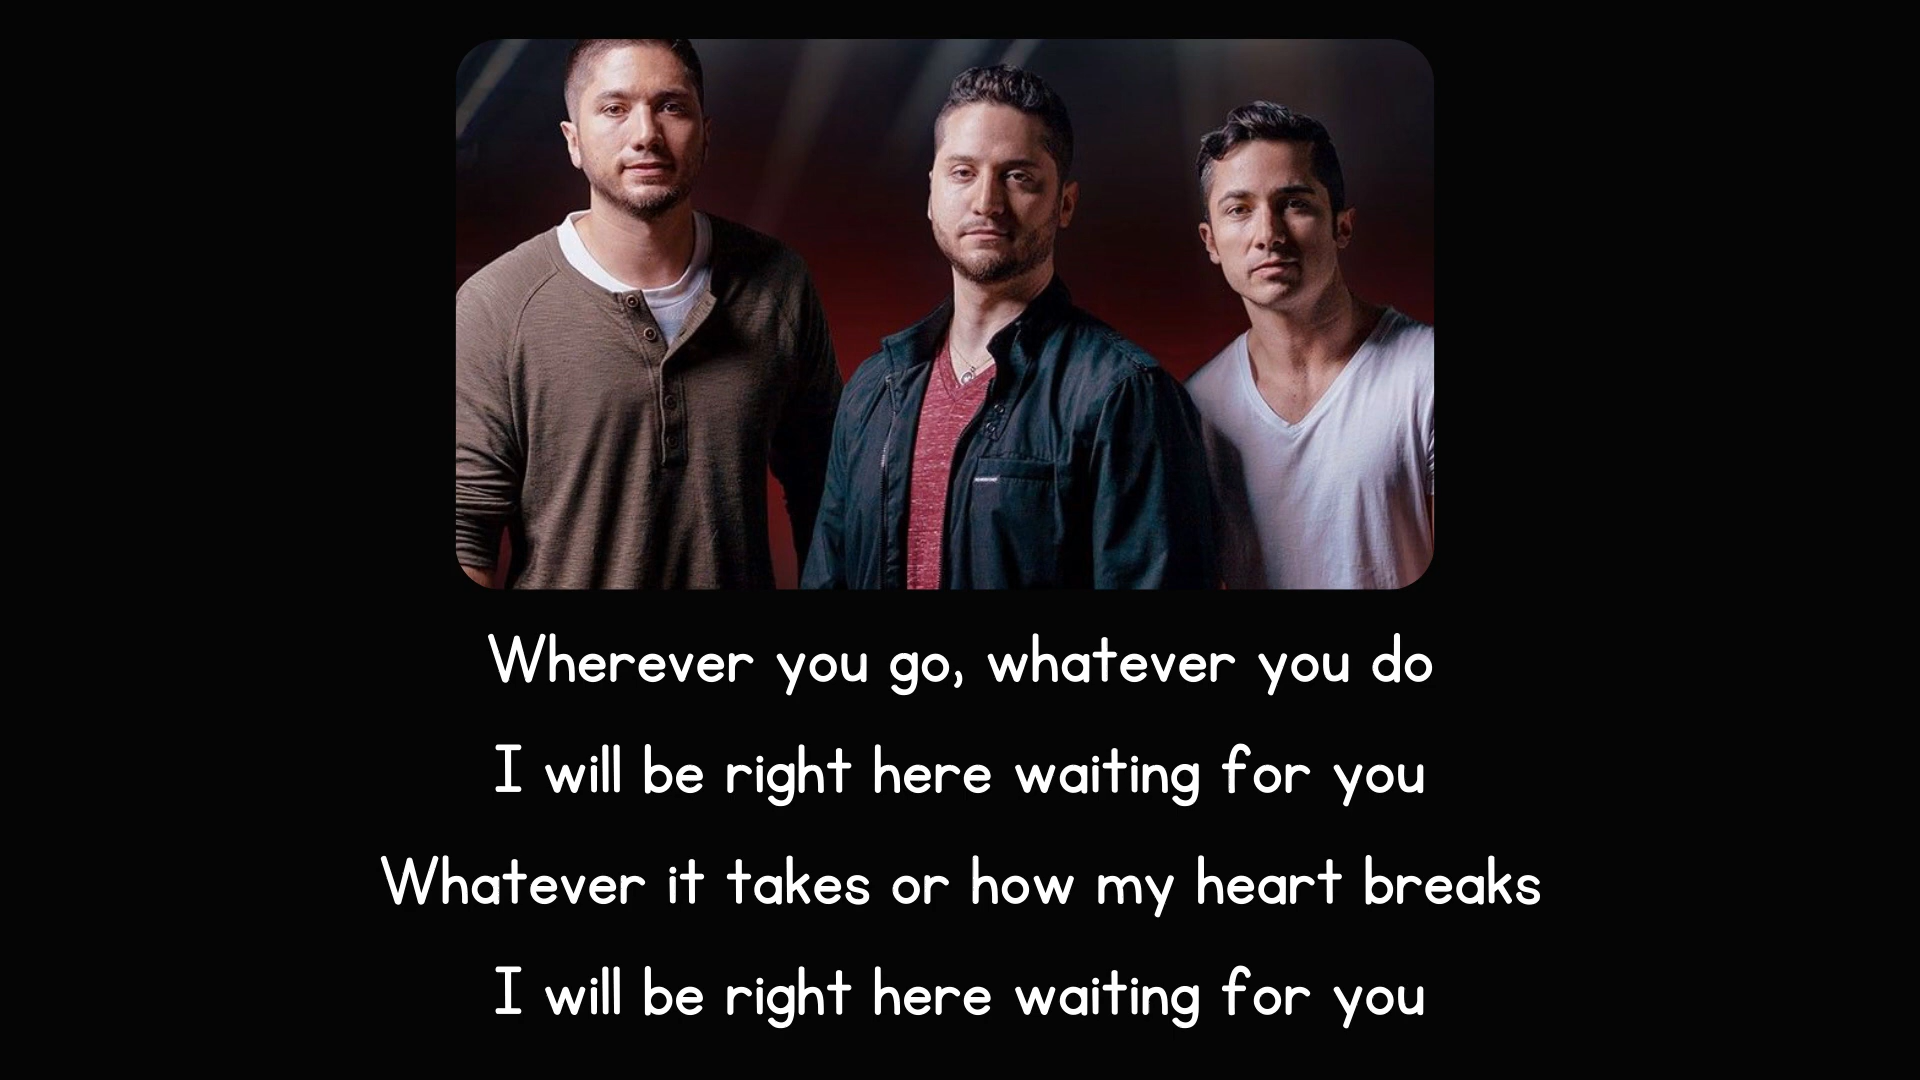 Wherever you go, whatever you do
I will be right here waiting for you
Whatever it takes or how my heart breaks
I will be right here waiting for you